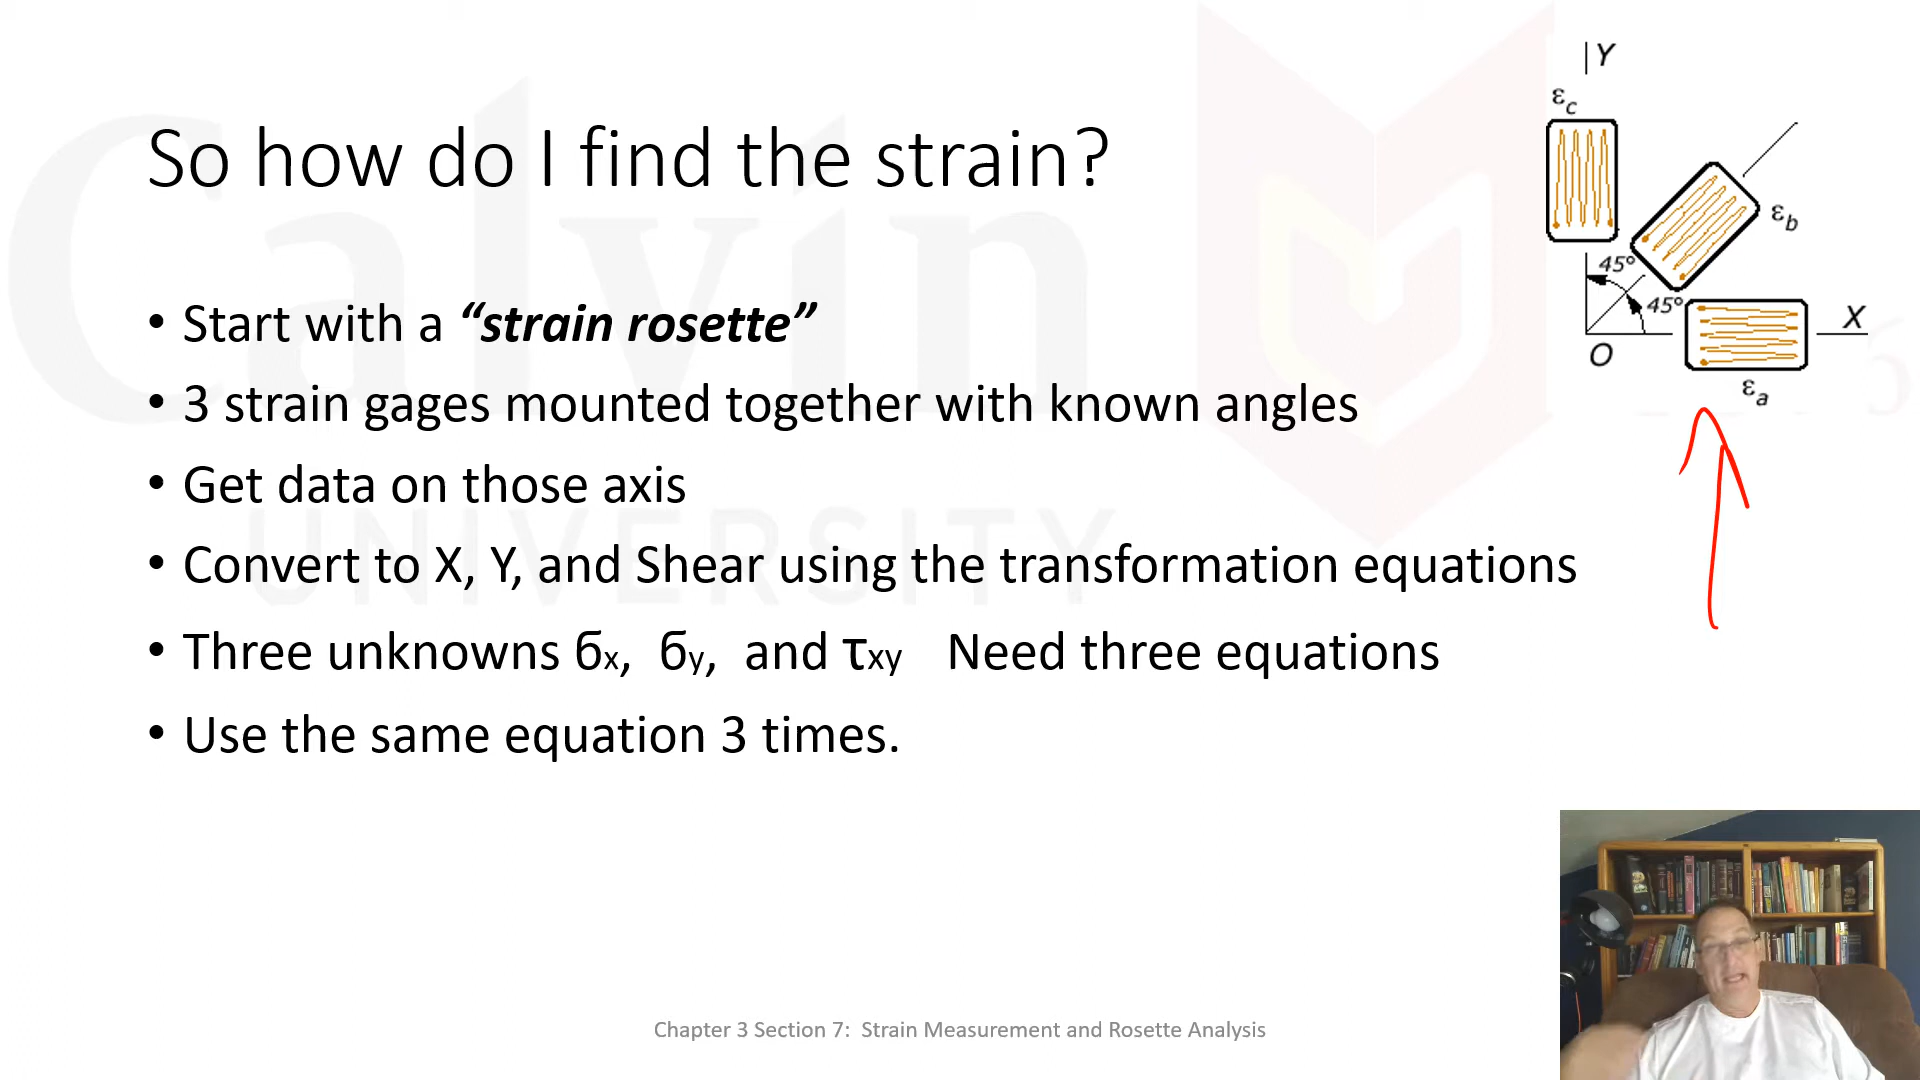 So how do I find the strain?
• Start with a “strain rosette”
• 3 strain gages mounted together with known angles
• Get data on those axis
• Convert to X, Y, and Shear using the transformation equations
• Three unknowns бx, бy, and τxy Need three equations
• Use the same equation 3 times.
Y
εc
εb
45°
45°
X
O
εa
Calvin
UNIVERSITY
Chapter 3 Section 7: Strain Measurement and Rosette Analysis